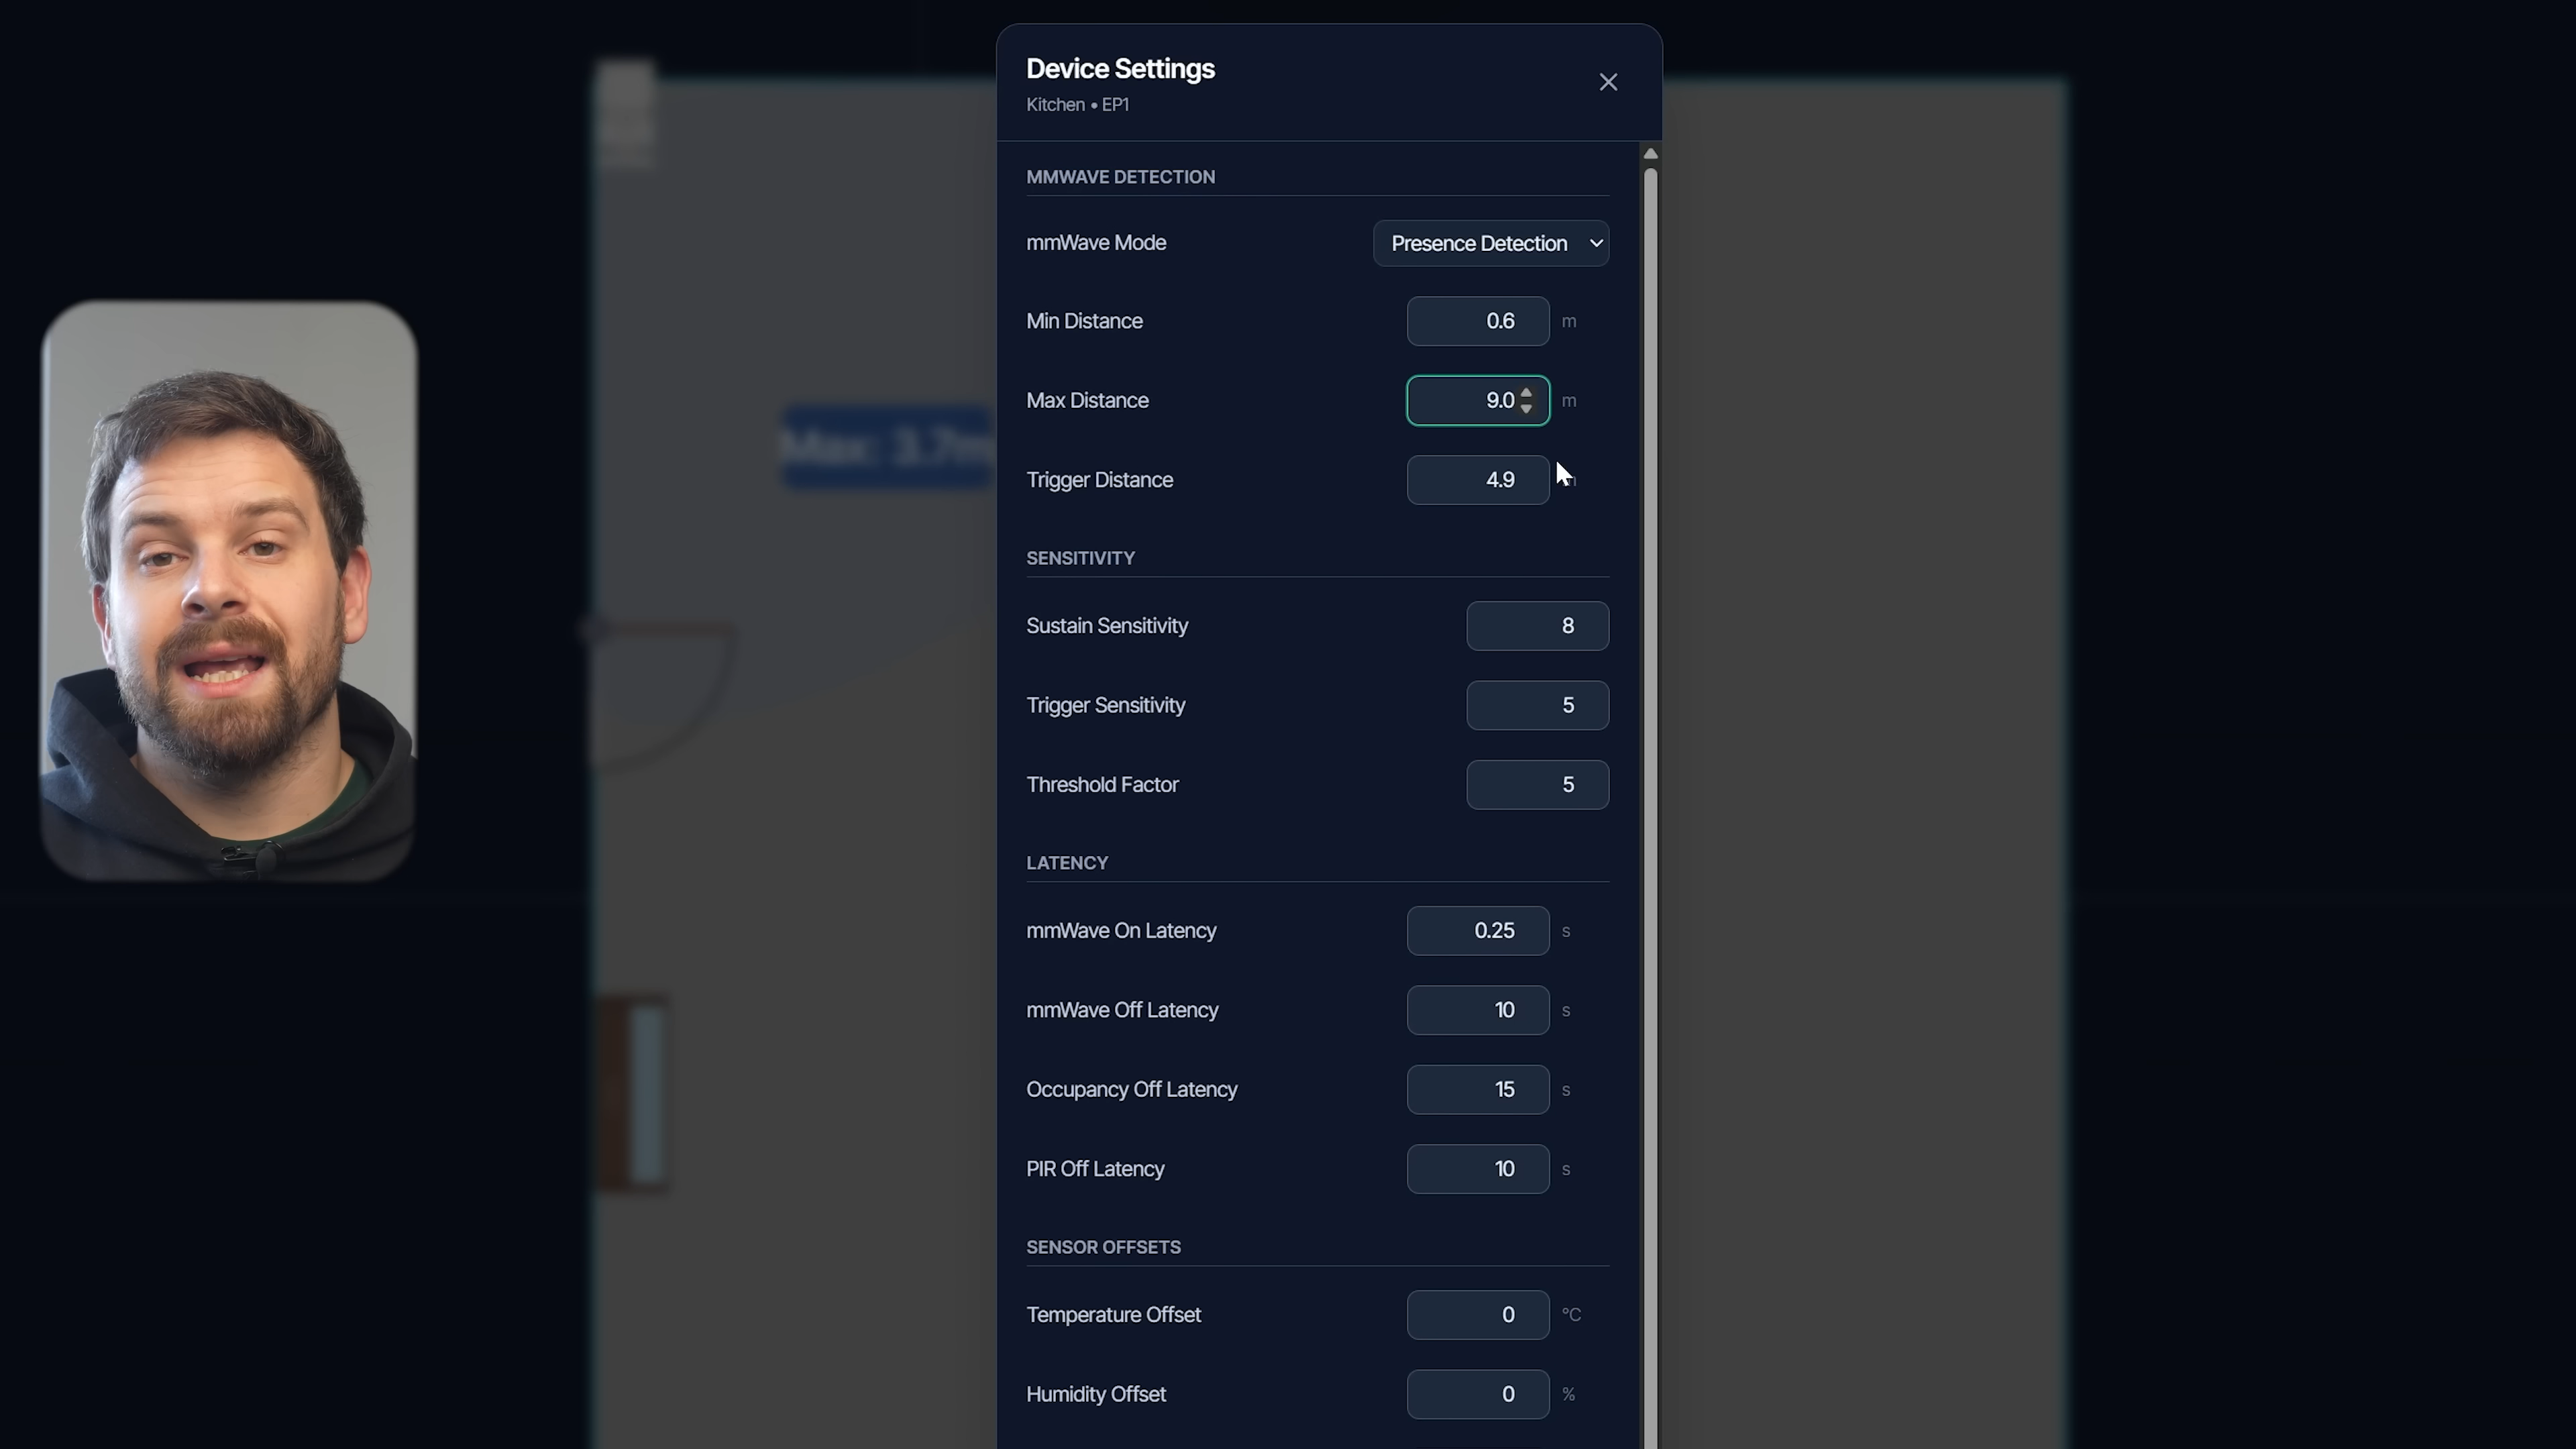 Device Settings
Kitchen • EP1
MMWAVE DETECTION
mmWave Mode
Presence Detection
Min Distance
0.6 m
Max Distance
9.0 m
Max: 3.7m
Trigger Distance
4.9
SENSITIVITY
Sustain Sensitivity
8
Trigger Sensitivity
5
Threshold Factor
5
LATENCY
mmWave On Latency
0.25 s
mmWave Off Latency
10 s
Occupancy Off Latency
15 s
PIR Off Latency
10 s
SENSOR OFFSETS
Temperature Offset
0 °C
Humidity Offset
0 %